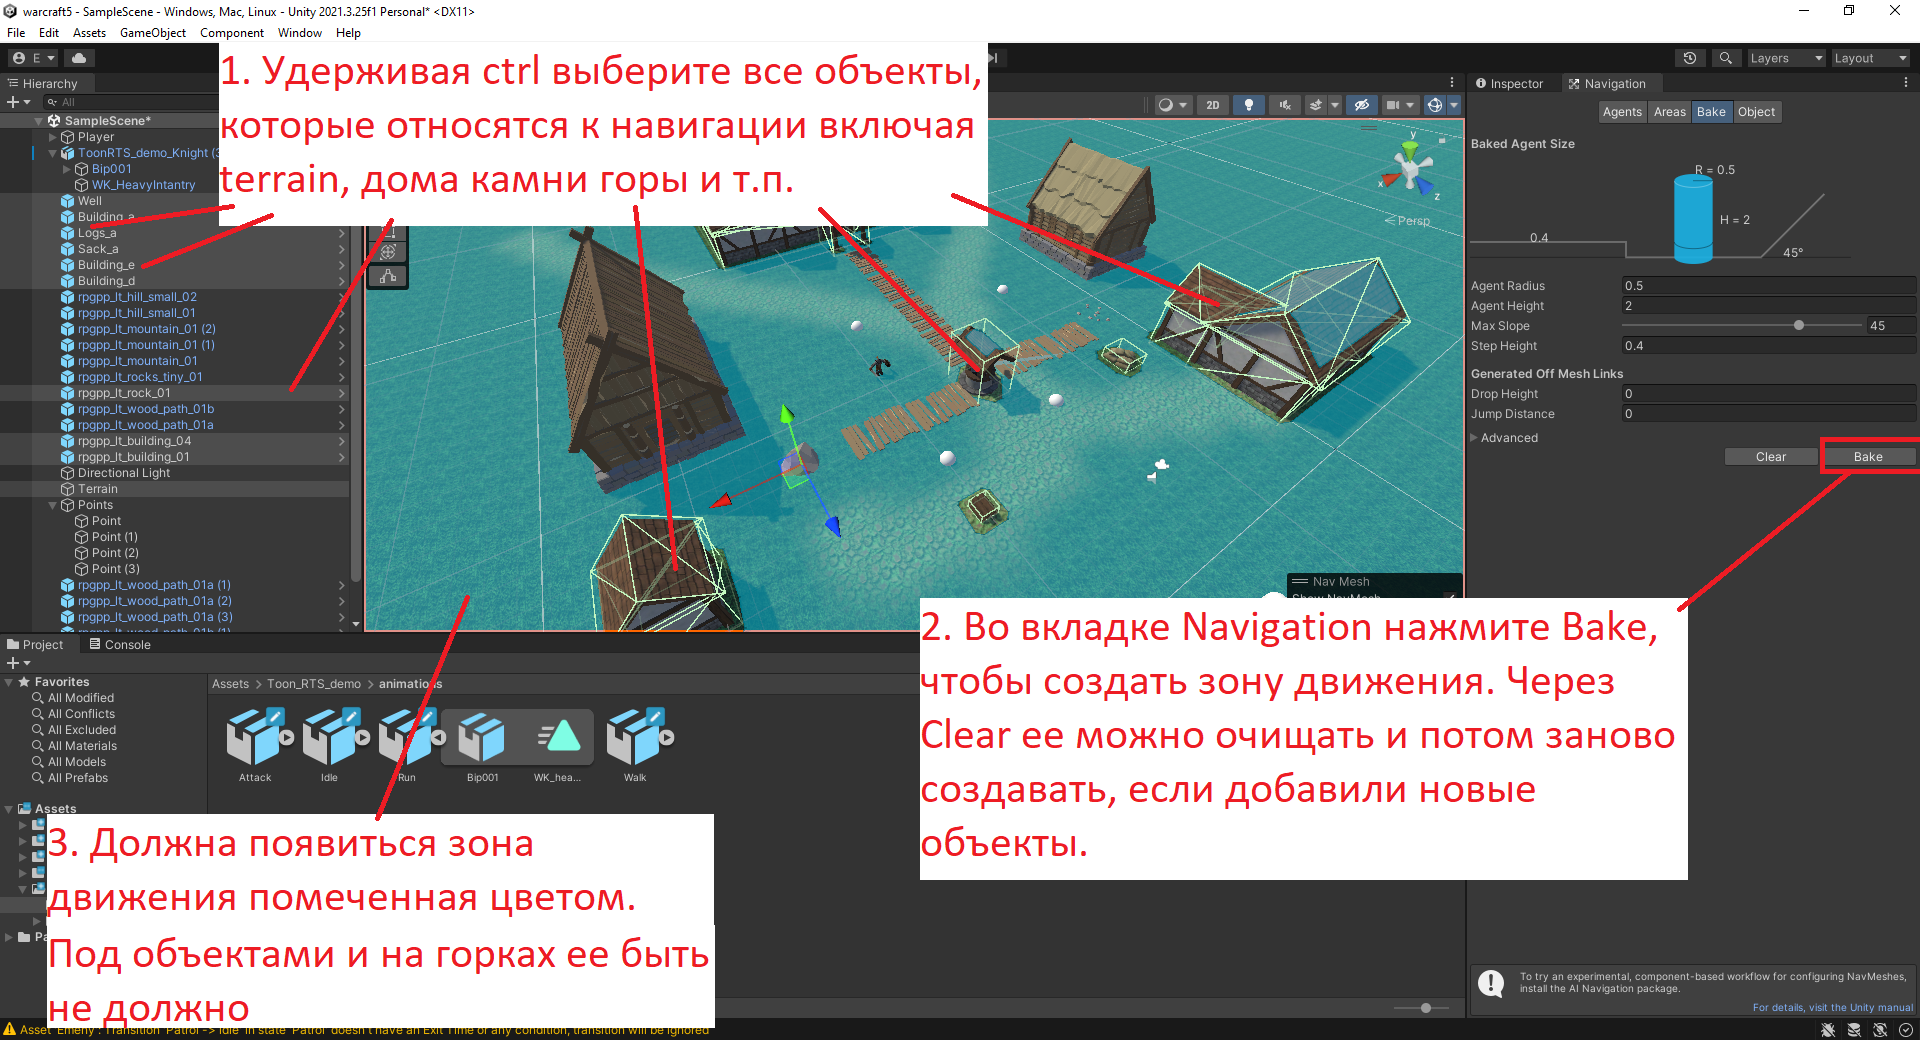 warcraft5 - SampleScene - Windows, Mac, Linux - Unity 2021.3.25f1 Personal* <DX11>
File Edit Assets GameObject Component Window Help
E
Layers
Layout
1. Удерживая ctrl выберите все объекты,
которые относятся к навигации включая
terrain, дома камни горы и т.п.
Hierarchy
All
SampleScene*
Player
ToonRTS_demo_Knight (3
Bip001
WK_HeavyIntantry
Well
Building_a
Logs_a
Sack_a
Building_e
Building_d
rpgpp_lt_hill_small_02
rpgpp_lt_hill_small_01
rpgpp_lt_mountain_01 (2)
rpgpp_lt_mountain_01 (1)
rpgpp_lt_mountain_01
rpgpp_lt_rocks_tiny_01
rpgpp_lt_rock_01
rpgpp_lt_wood_path_01b
rpgpp_lt_wood_path_01a
rpgpp_lt_building_04
rpgpp_lt_building_01
Directional Light
Terrain
Points
Point
Point (1)
Point (2)
Point (3)
rpgpp_lt_wood_path_01a (1)
rpgpp_lt_wood_path_01a (2)
rpgpp_lt_wood_path_01a (3)
rpgpp_lt_wood_path_01b (1)
2D
y
x
z
Persp
Nav Mesh
Show NavMesh
Inspector
Navigation
Agents Areas Bake Object
Baked Agent Size
R = 0.5
H = 2
0.4
45°
Agent Radius 0.5
Agent Height 2
Max Slope 45
Step Height 0.4
Generated Off Mesh Links
Drop Height 0
Jump Distance 0
Advanced
Clear
Bake
2. Во вкладке Navigation нажмите Bake,
чтобы создать зону движения. Через
Clear ее можно очищать и потом заново
создавать, если добавили новые
объекты.
Project
Console
Favorites
All Modified
All Conflicts
All Excluded
All Materials
All Models
All Prefabs
Assets
Pa
Assets > Toon_RTS_demo > animations
Attack
Idle
Run
Bip001
WK_hea...
Walk
3. Должна появиться зона
движения помеченная цветом.
Под объектами и на горках ее быть
не должно
To try an experimental, component-based workflow for configuring NavMeshes,
install the AI Navigation package.
For details, visit the Unity manual
Asset 'Emeny': Transition 'Patrol -> Idle' in state 'Patrol' doesn't have an Exit Time or any condition, transition will be ignored